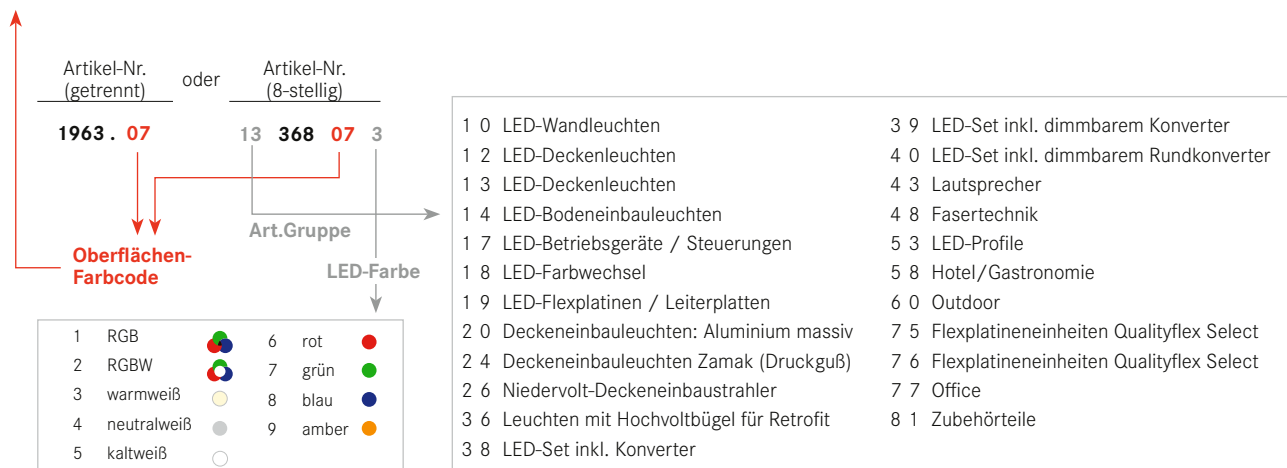 Artikel-Nr.
(getrennt)
oder
Artikel-Nr.
(8-stellig)
1963. 07
13 368 07 3
Art.Gruppe
Oberflächen-
Farbcode
LED-Farbe
1 RGB
2 RGBW
3 warmweiß
4 neutralweiß
5 kaltweiß
6 rot
7 grün
8 blau
9 amber
1 0 LED-Wandleuchten
1 2 LED-Deckenleuchten
1 3 LED-Deckenleuchten
1 4 LED-Bodeneinbauleuchten
1 7 LED-Betriebsgeräte / Steuerungen
1 8 LED-Farbwechsel
1 9 LED-Flexplatinen / Leiterplatten
2 0 Deckeneinbauleuchten: Aluminium massiv
2 4 Deckeneinbauleuchten Zamak (Druckguß)
2 6 Niedervolt-Deckeneinbaustrahler
3 6 Leuchten mit Hochvoltbügel für Retrofit
3 8 LED-Set inkl. Konverter
3 9 LED-Set inkl. dimmbarem Konverter
4 0 LED-Set inkl. dimmbarem Rundkonverter
4 3 Lautsprecher
4 8 Fasertechnik
5 3 LED-Profile
5 8 Hotel/Gastronomie
6 0 Outdoor
7 5 Flexplatineneinheiten Qualityflex Select
7 6 Flexplatineneinheiten Qualityflex Select
7 7 Office
8 1 Zubehörteile